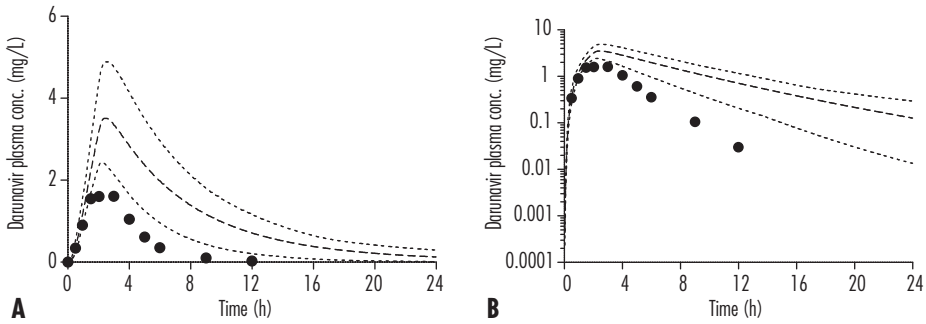 6
4
2
0
Darunavir plasma conc. (mg/L)
0 4 8 12 16 20 24
Time (h)
A
10
1
0.1
0.01
0.001
0.0001
Darunavir plasma conc. (mg/L)
0 4 8 12 16 20 24
Time (h)
B